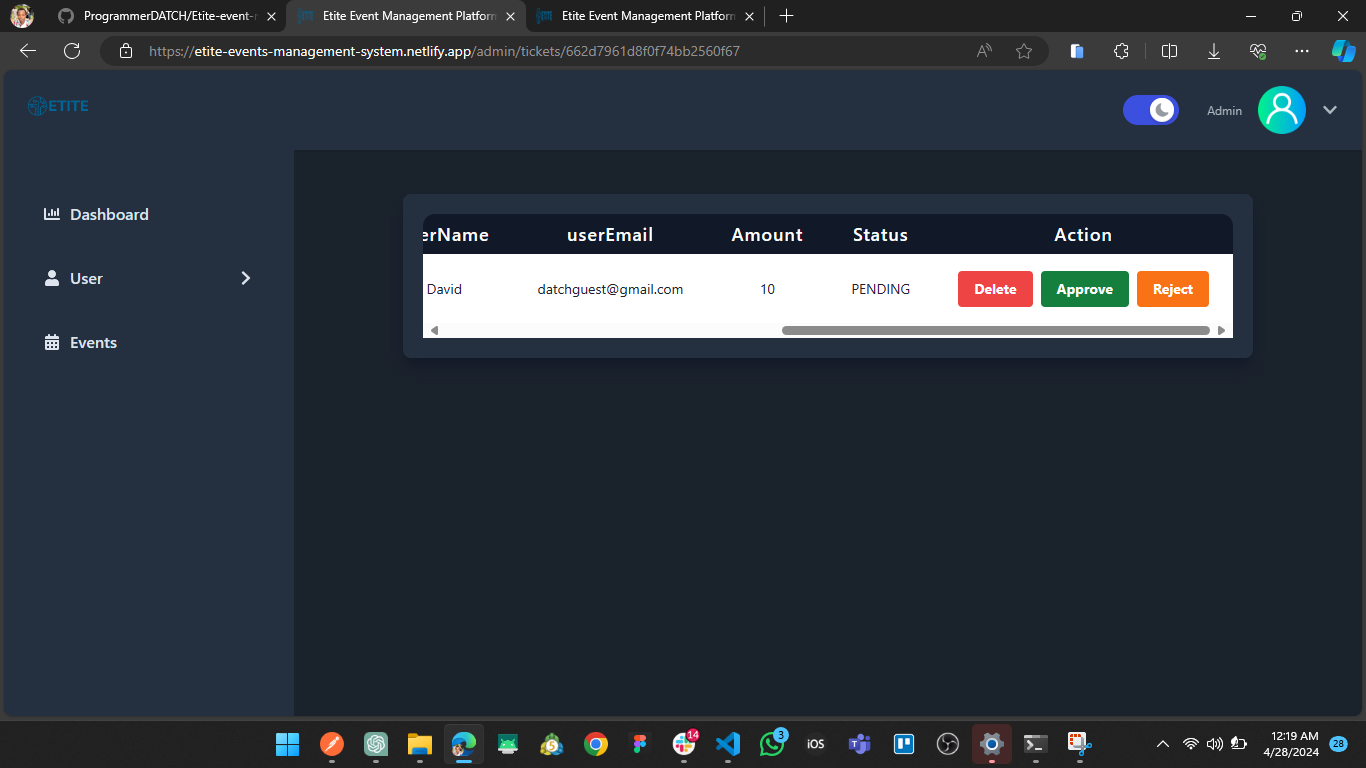 ProgrammerDATCH/Etite-event-
Etite Event Management Platform
Etite Event Management Platform
https://etite-events-management-system.netlify.app/admin/tickets/662d7961d8f0f74bb2560f67
ETITE
Admin
Dashboard
User
Events
erName userEmail Amount Status Action
David datchguest@gmail.com 10 PENDING Delete Approve Reject
14
3
iOS
12:19 AM
4/28/2024
28